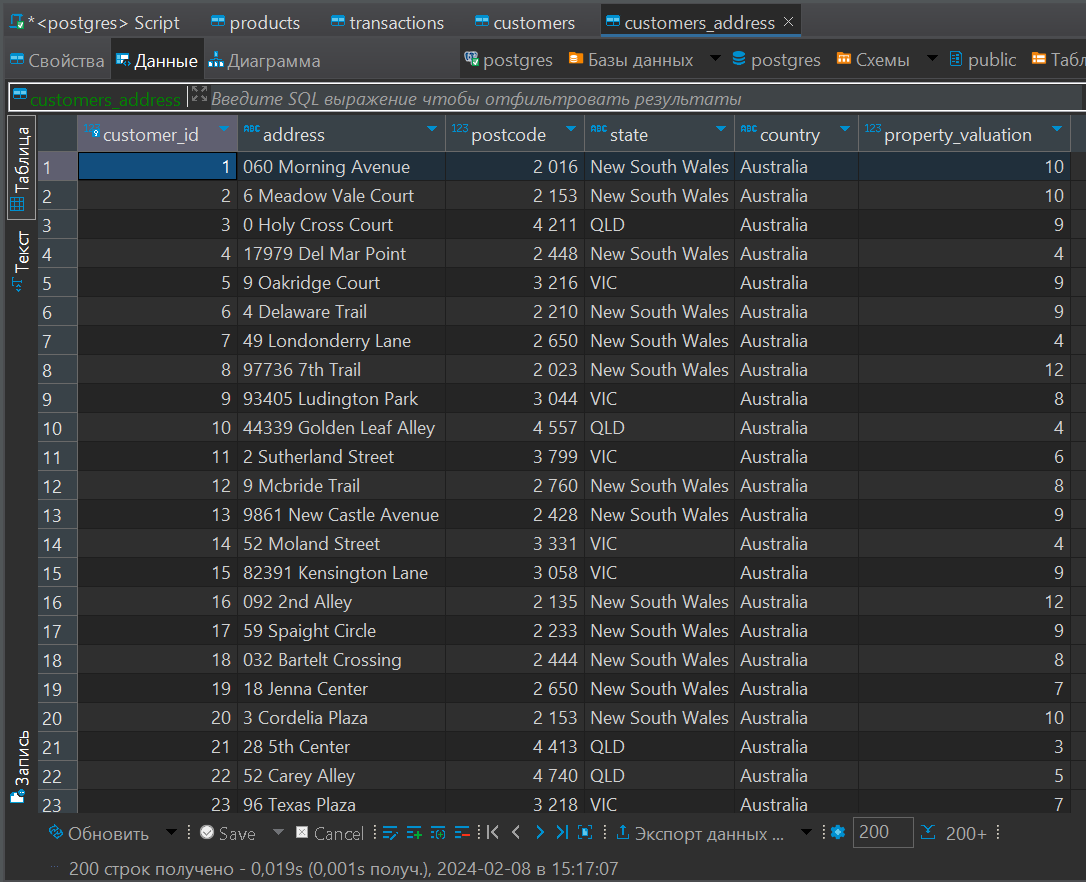 *<postgres> Script products transactions customers customers_address
Свойства Данные Диаграмма postgres Базы данных postgres Схемы public Табл
customers_address Введите SQL выражение чтобы отфильтровать результаты
Таблица
Текст
Запись
123 customer_id ABC address 123 postcode ABC state ABC country 123 property_valuation
1 1 060 Morning Avenue 2 016 New South Wales Australia 10
2 2 6 Meadow Vale Court 2 153 New South Wales Australia 10
3 3 0 Holy Cross Court 4 211 QLD Australia 9
4 4 17979 Del Mar Point 2 448 New South Wales Australia 4
5 5 9 Oakridge Court 3 216 VIC Australia 9
6 6 4 Delaware Trail 2 210 New South Wales Australia 9
7 7 49 Londonderry Lane 2 650 New South Wales Australia 4
8 8 97736 7th Trail 2 023 New South Wales Australia 12
9 9 93405 Ludington Park 3 044 VIC Australia 8
10 10 44339 Golden Leaf Alley 4 557 QLD Australia 4
11 11 2 Sutherland Street 3 799 VIC Australia 6
12 12 9 Mcbride Trail 2 760 New South Wales Australia 8
13 13 9861 New Castle Avenue 2 428 New South Wales Australia 9
14 14 52 Moland Street 3 331 VIC Australia 4
15 15 82391 Kensington Lane 3 058 VIC Australia 9
16 16 092 2nd Alley 2 135 New South Wales Australia 12
17 17 59 Spaight Circle 2 233 New South Wales Australia 9
18 18 032 Bartelt Crossing 2 444 New South Wales Australia 8
19 19 18 Jenna Center 2 650 New South Wales Australia 7
20 20 3 Cordelia Plaza 2 153 New South Wales Australia 10
21 21 28 5th Center 4 413 QLD Australia 3
22 22 52 Carey Alley 4 740 QLD Australia 5
23 23 96 Texas Plaza 3 218 VIC Australia 7
Обновить Save Cancel Экспорт данных ... 200 200+
200 строк получено - 0,019s (0,001s получ.), 2024-02-08 в 15:17:07